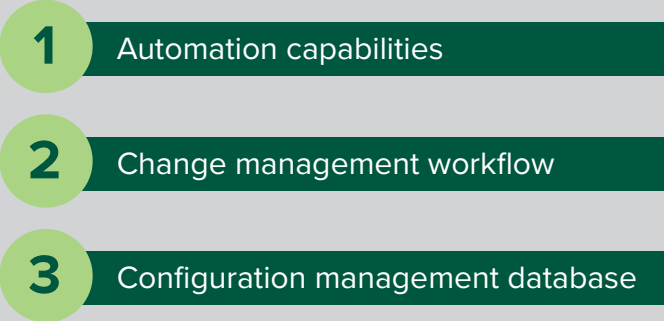 1 Automation capabilities
2 Change management workflow
3 Configuration management database